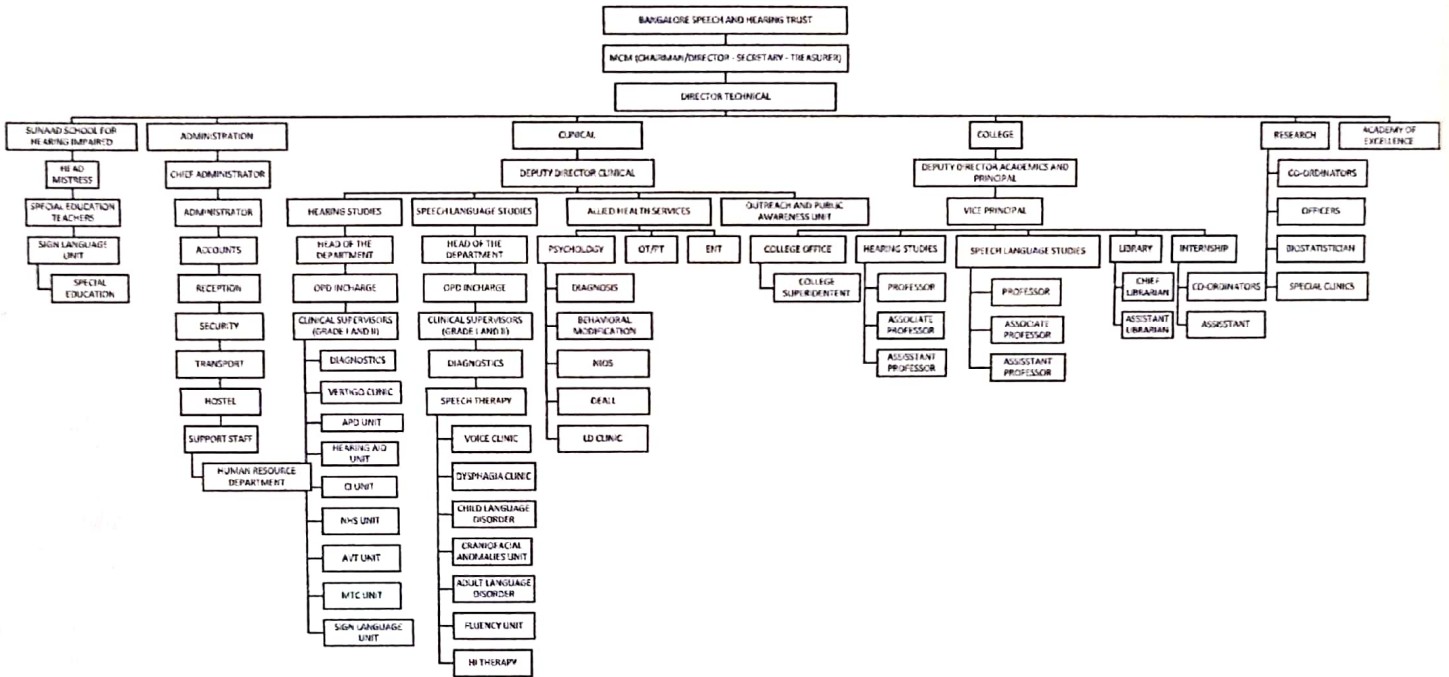 BANGALORE SPEECH AND HEARING TRUST
MCM (CHAIRMAN/DIRECTOR - SECRETARY - TREASURER)
DIRECTOR TECHNICAL
SUNAAD SCHOOL FOR
HEARING IMPAIRED
HEAD
MISTRESS
SPECIAL EDUCATION
TEACHERS
SIGN LANGUAGE
UNIT
SPECIAL
EDUCATION
ADMINISTRATION
CHIEF ADMINISTRATOR
ADMINISTRATOR
ACCOUNTS
RECEPTION
SECURITY
TRANSPORT
HOSTEL
SUPPORT STAFF
HUMAN RESOURCE
DEPARTMENT
CLINICAL
DEPUTY DIRECTOR CLINICAL
HEARING STUDIES
HEAD OF THE
DEPARTMENT
OPD INCHARGE
CLINICAL SUPERVISORS
(GRADE I AND II)
DIAGNOSTICS
VERTIGO CLINIC
APD UNIT
HEARING AID
UNIT
CI UNIT
NHS UNIT
AVT UNIT
MTC UNIT
SIGN LANGUAGE
UNIT
SPEECH LANGUAGE STUDIES
HEAD OF THE
DEPARTMENT
OPD INCHARGE
CLINICAL SUPERVISORS
(GRADE I AND II)
DIAGNOSTICS
SPEECH THERAPY
VOICE CLINIC
DYSPHAGIA CLINIC
CHILD LANGUAGE
DISORDER
CRANIOFACIAL
ANOMALIES UNIT
ADULT LANGUAGE
DISORDER
FLUENCY UNIT
HI THERAPY
ALLIED HEALTH SERVICES
PSYCHOLOGY
DIAGNOSIS
BEHAVIORAL
MODIFICATION
NIOS
DEALL
LD CLINIC
OT/PT
ENT
OUTREACH AND PUBLIC
AWARENESS UNIT
COLLEGE
DEPUTY DIRECTOR ACADEMICS AND
PRINCIPAL
VICE PRINCIPAL
COLLEGE OFFICE
COLLEGE
SUPERIDENTENT
HEARING STUDIES
PROFESSOR
ASSOCIATE
PROFESSOR
ASSISTANT
PROFESSOR
SPEECH LANGUAGE STUDIES
PROFESSOR
ASSOCIATE
PROFESSOR
ASSISTANT
PROFESSOR
LIBRARY
CHIEF
LIBRARIAN
ASSISTANT
LIBRARIAN
INTERNSHIP
CO-ORDINATORS
ASSISTANT
RESEARCH
CO-ORDINATORS
OFFICERS
BIOSTATISTICIAN
SPECIAL CLINICS
ACADEMY OF
EXCELLENCE